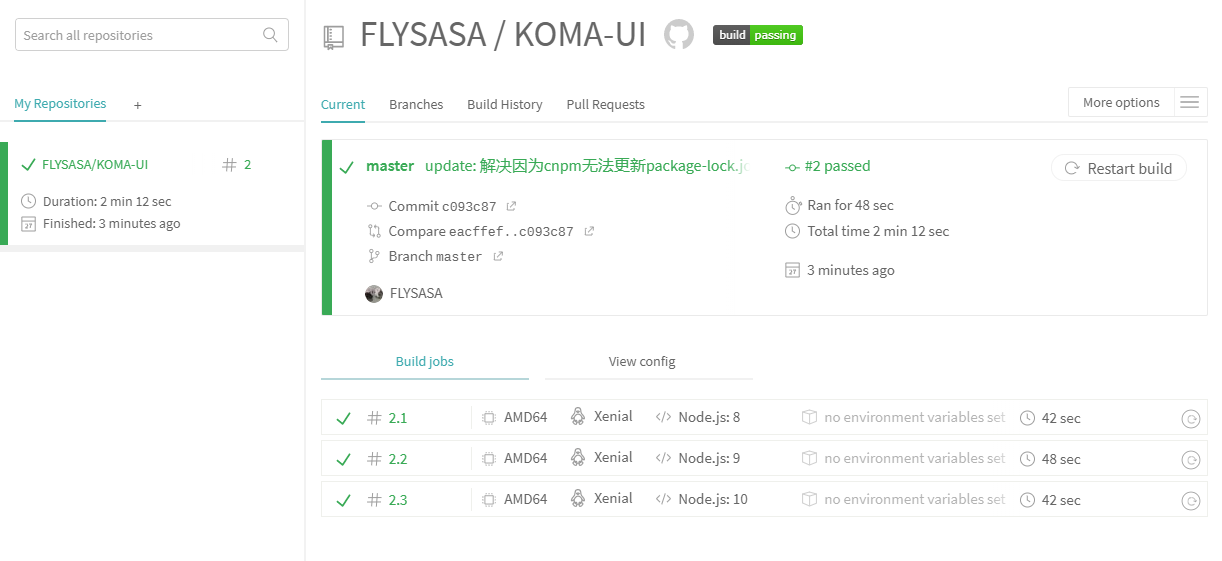 Search all repositories
My Repositories +
FLYSASA/KOMA-UI # 2
Duration: 2 min 12 sec
Finished: 3 minutes ago
FLYSASA / KOMA-UI build passing
Current Branches Build History Pull Requests More options
master update: 解决因为cnpm无法更新package-lock. #2 passed Restart build
Commit c093c87 Ran for 48 sec
Compare eacffef..c093c87 Total time 2 min 12 sec
Branch master
3 minutes ago
FLYSASA
Build jobs View config
# 2.1 AMD64 Xenial </> Node.js: 8 no environment variables set 42 sec
# 2.2 AMD64 Xenial </> Node.js: 9 no environment variables set 48 sec
# 2.3 AMD64 Xenial </> Node.js: 10 no environment variables set 42 sec